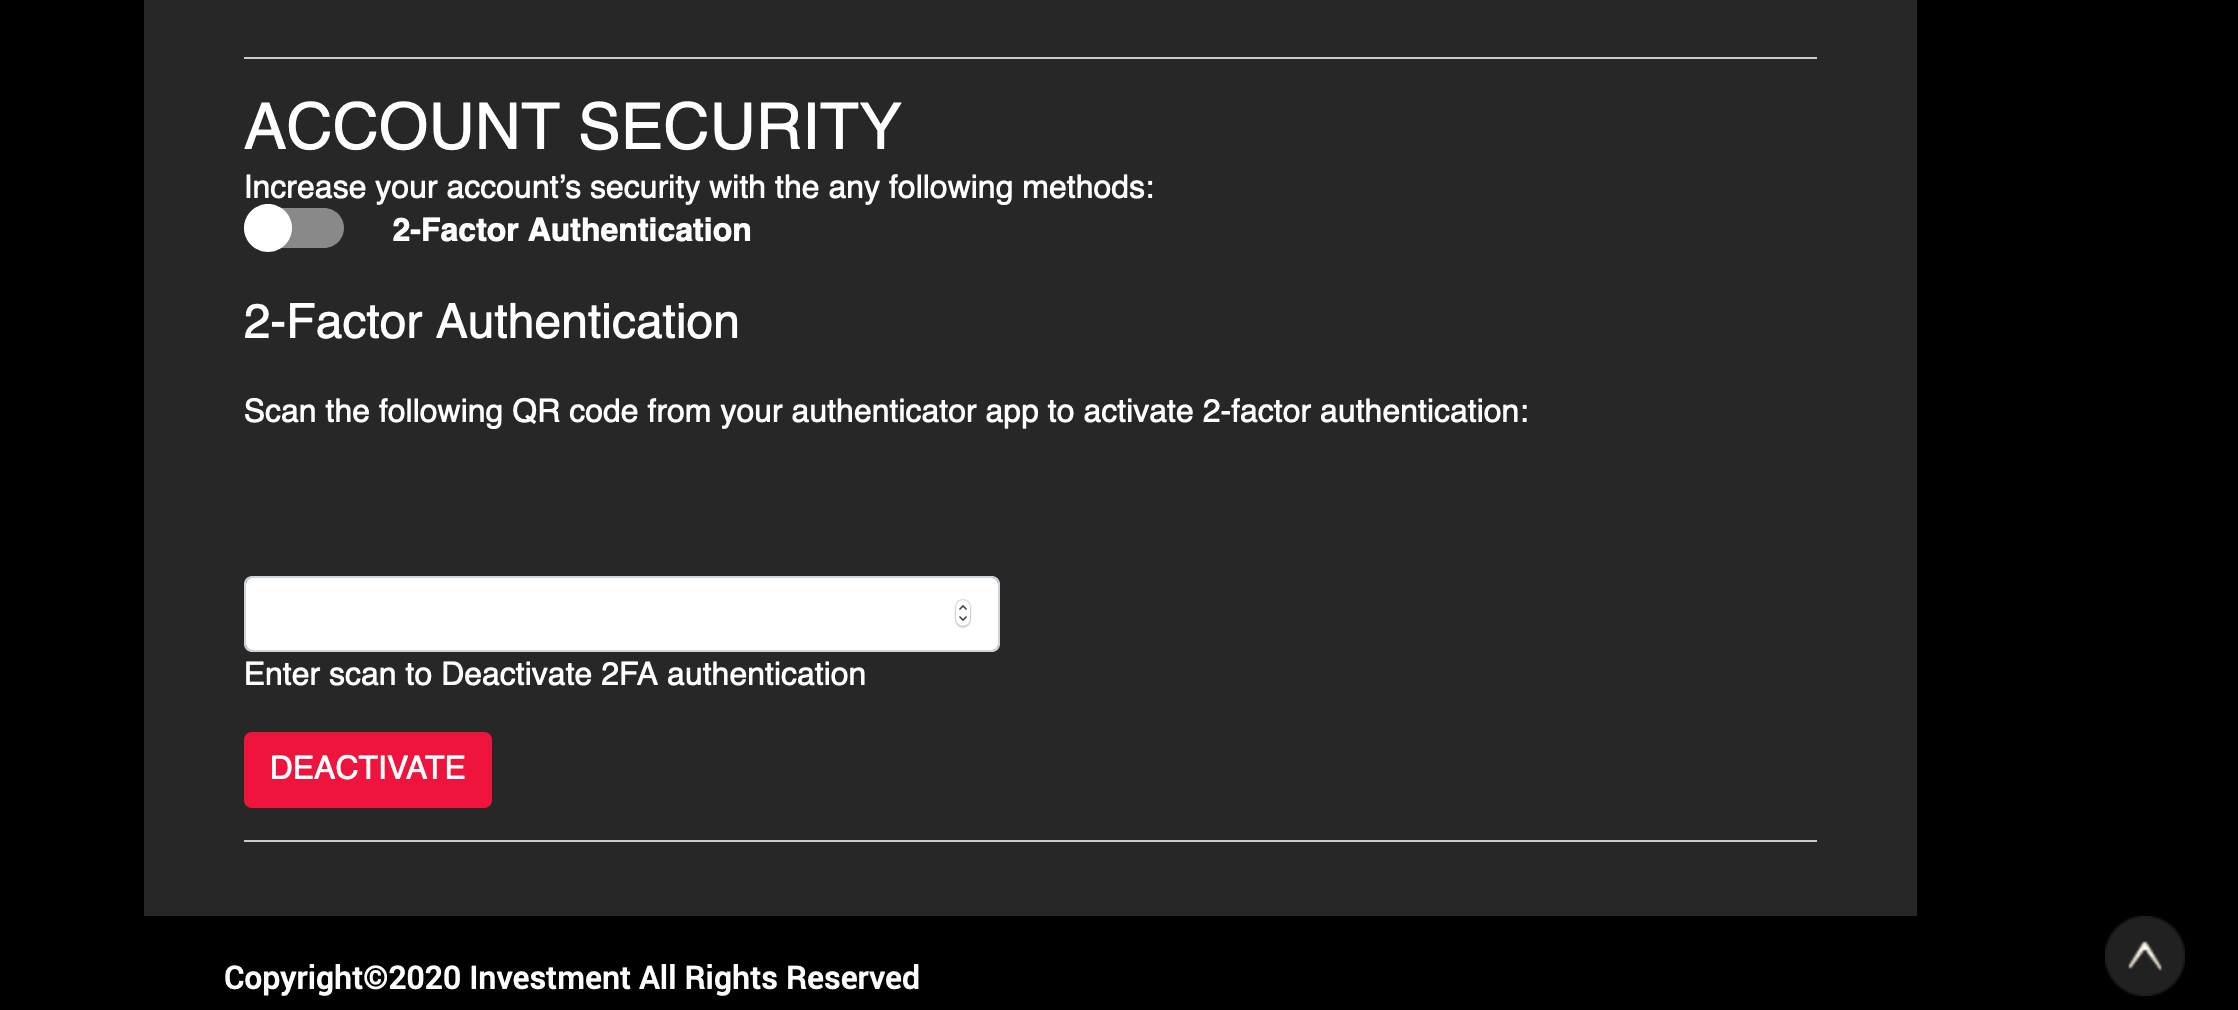 ACCOUNT SECURITY
Increase your account’s security with the any following methods:
2-Factor Authentication
2-Factor Authentication
Scan the following QR code from your authenticator app to activate 2-factor authentication:
Enter scan to Deactivate 2FA authentication
DEACTIVATE
Copyright©2020 Investment All Rights Reserved